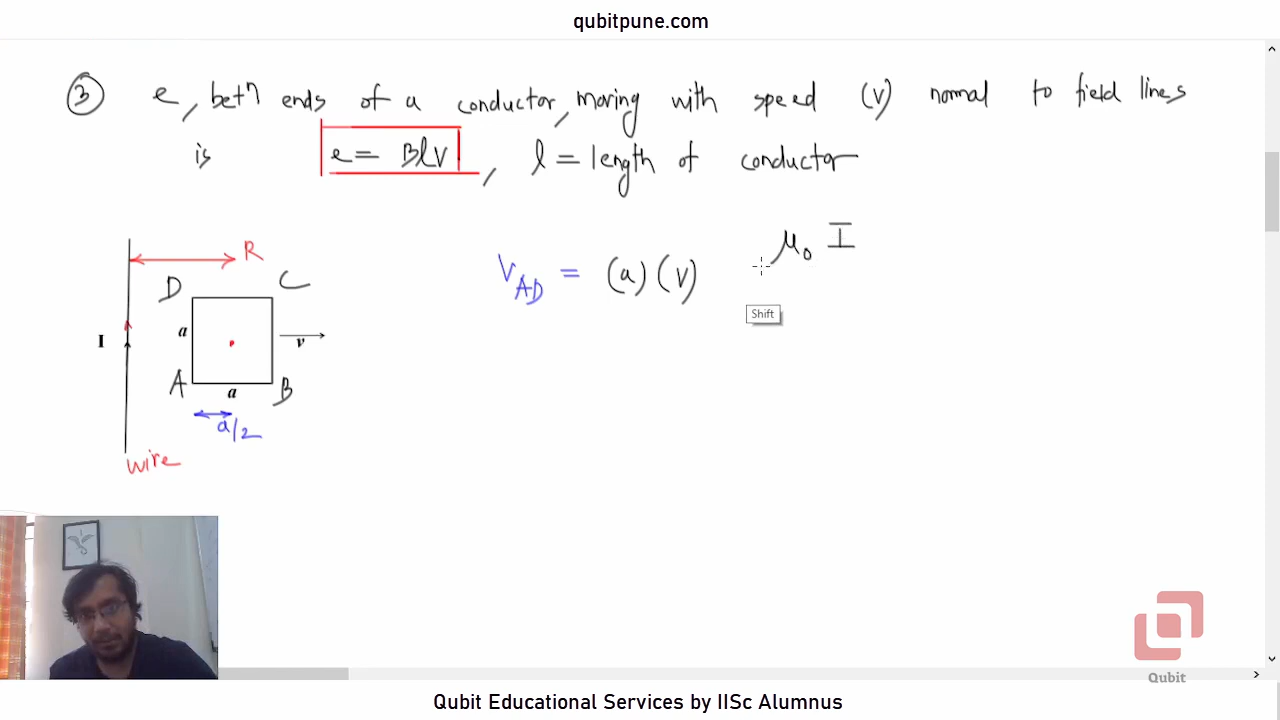 qubitpune.com
③ e, betⁿ ends of a conductor, moving with speed (v) normal to field lines
is e = Blv, l = length of conductor
R
D C
a
I
v
A B
a
a/2
wire
V_AD = (a)(v) μ₀ I
Shift
Qubit
Qubit Educational Services by IISc Alumnus